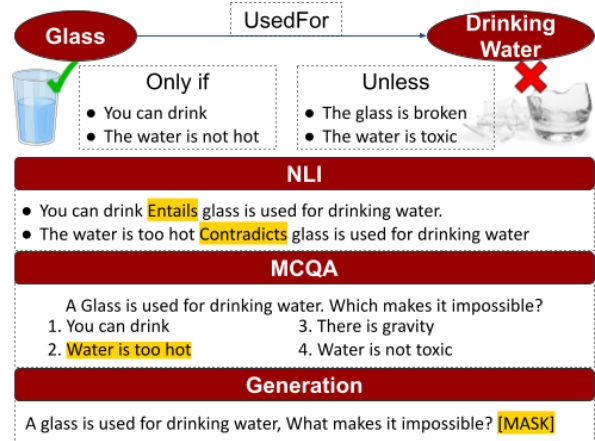 UsedFor
Glass
Drinking
Water
Only if
● You can drink
● The water is not hot
Unless
● The glass is broken
● The water is toxic
NLI
● You can drink Entails glass is used for drinking water.
● The water is too hot Contradicts glass is used for drinking water
MCQA
A Glass is used for drinking water. Which makes it impossible?
1. You can drink 3. There is gravity
2. Water is too hot 4. Water is not toxic
Generation
A glass is used for drinking water, What makes it impossible? [MASK]